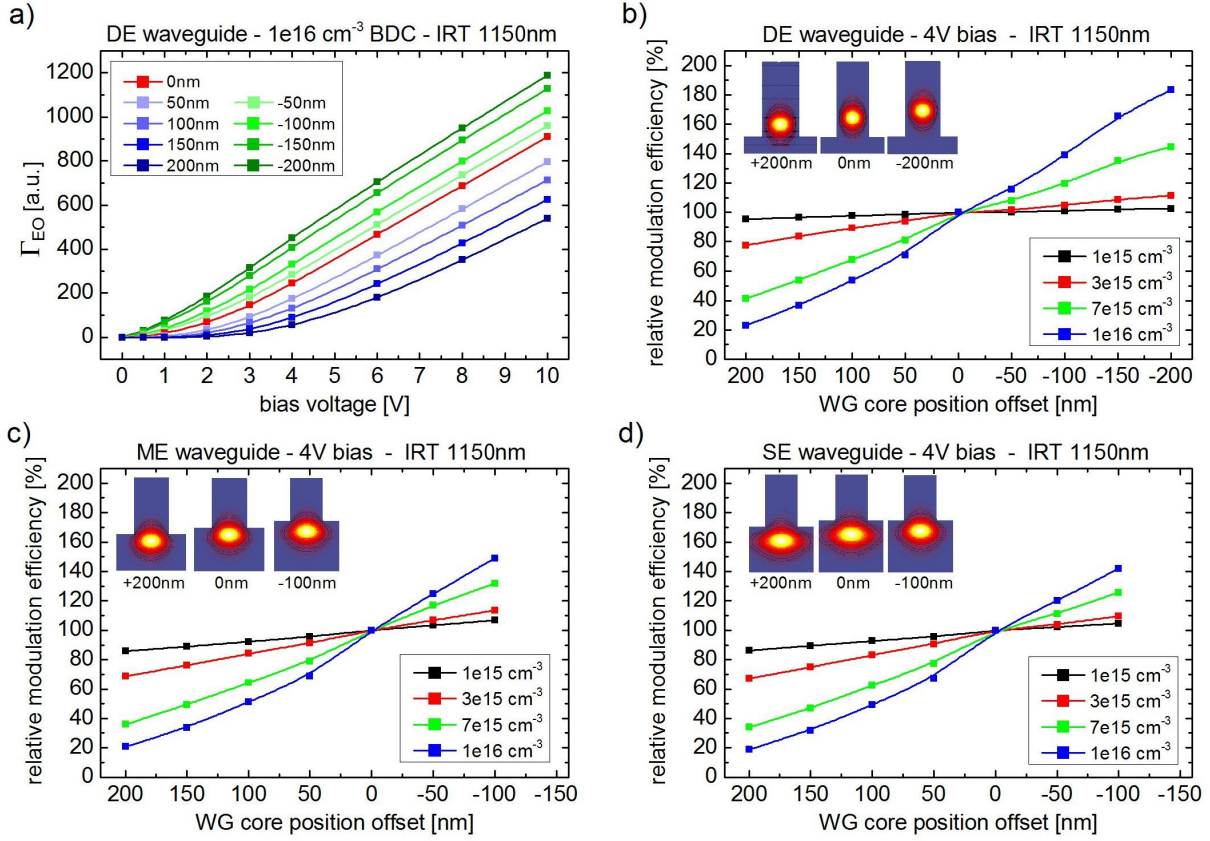 a)
DE waveguide - 1e16 cm⁻³ BDC - IRT 1150nm
Γ_EO [a.u.]
1200
1000
800
600
400
200
0
0nm
50nm -50nm
100nm -100nm
150nm -150nm
200nm -200nm
0 1 2 3 4 5 6 7 8 9 10
bias voltage [V]
b)
DE waveguide - 4V bias - IRT 1150nm
relative modulation efficiency [%]
200
180
160
140
120
100
80
60
40
20
0
+200nm 0nm -200nm
1e15 cm⁻³
3e15 cm⁻³
7e15 cm⁻³
1e16 cm⁻³
200 150 100 50 0 -50 -100 -150 -200
WG core position offset [nm]
c)
ME waveguide - 4V bias - IRT 1150nm
relative modulation efficiency [%]
200
180
160
140
120
100
80
60
40
20
0
+200nm 0nm -100nm
1e15 cm⁻³
3e15 cm⁻³
7e15 cm⁻³
1e16 cm⁻³
200 150 100 50 0 -50 -100 -150
WG core position offset [nm]
d)
SE waveguide - 4V bias - IRT 1150nm
relative modulation efficiency [%]
200
180
160
140
120
100
80
60
40
20
0
+200nm 0nm -100nm
1e15 cm⁻³
3e15 cm⁻³
7e15 cm⁻³
1e16 cm⁻³
200 150 100 50 0 -50 -100 -150
WG core position offset [nm]